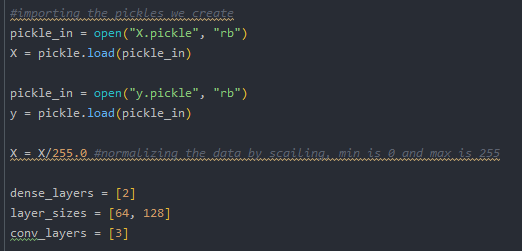 #importing the pickles we create
pickle_in = open("X.pickle", "rb")
X = pickle.load(pickle_in)
pickle_in = open("y.pickle", "rb")
y = pickle.load(pickle_in)
X = X/255.0 #normalizing the data by scailing, min is 0 and max is 255
dense_layers = [2]
layer_sizes = [64, 128]
conv_layers = [3]